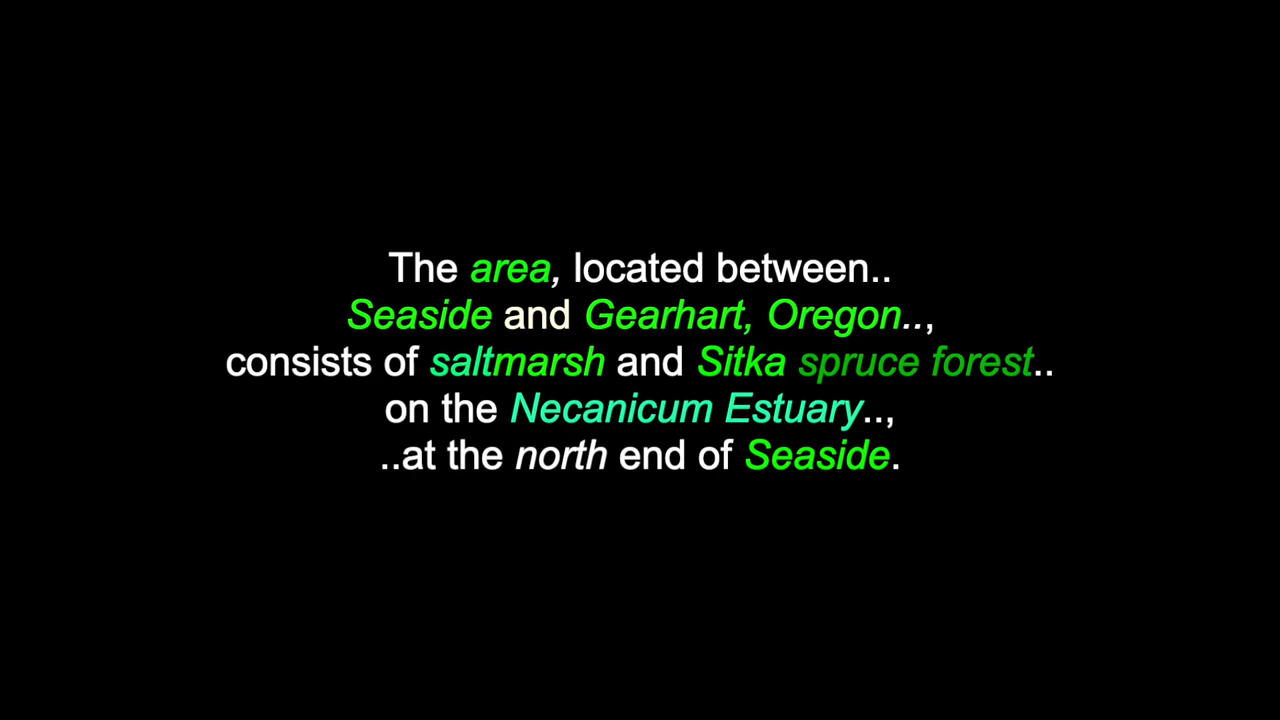 The area, located between..
Seaside and Gearhart, Oregon..,
consists of saltmarsh and Sitka spruce forest..
on the Necanicum Estuary..,
..at the north end of Seaside.